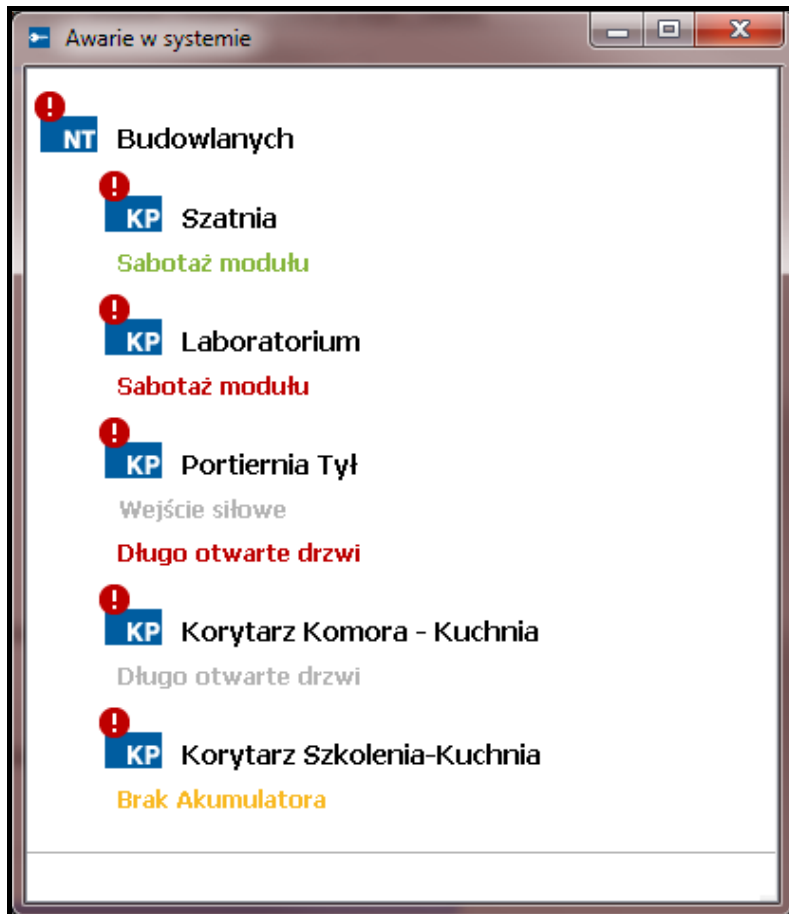 Awarie w systemie
NT Budowlanych
KP Szatnia
Sabotaż modułu
KP Laboratorium
Sabotaż modułu
KP Portiernia Tył
Wejście siłowe
Długo otwarte drzwi
KP Korytarz Komora - Kuchnia
Długo otwarte drzwi
KP Korytarz Szkolenia-Kuchnia
Brak Akumulatora